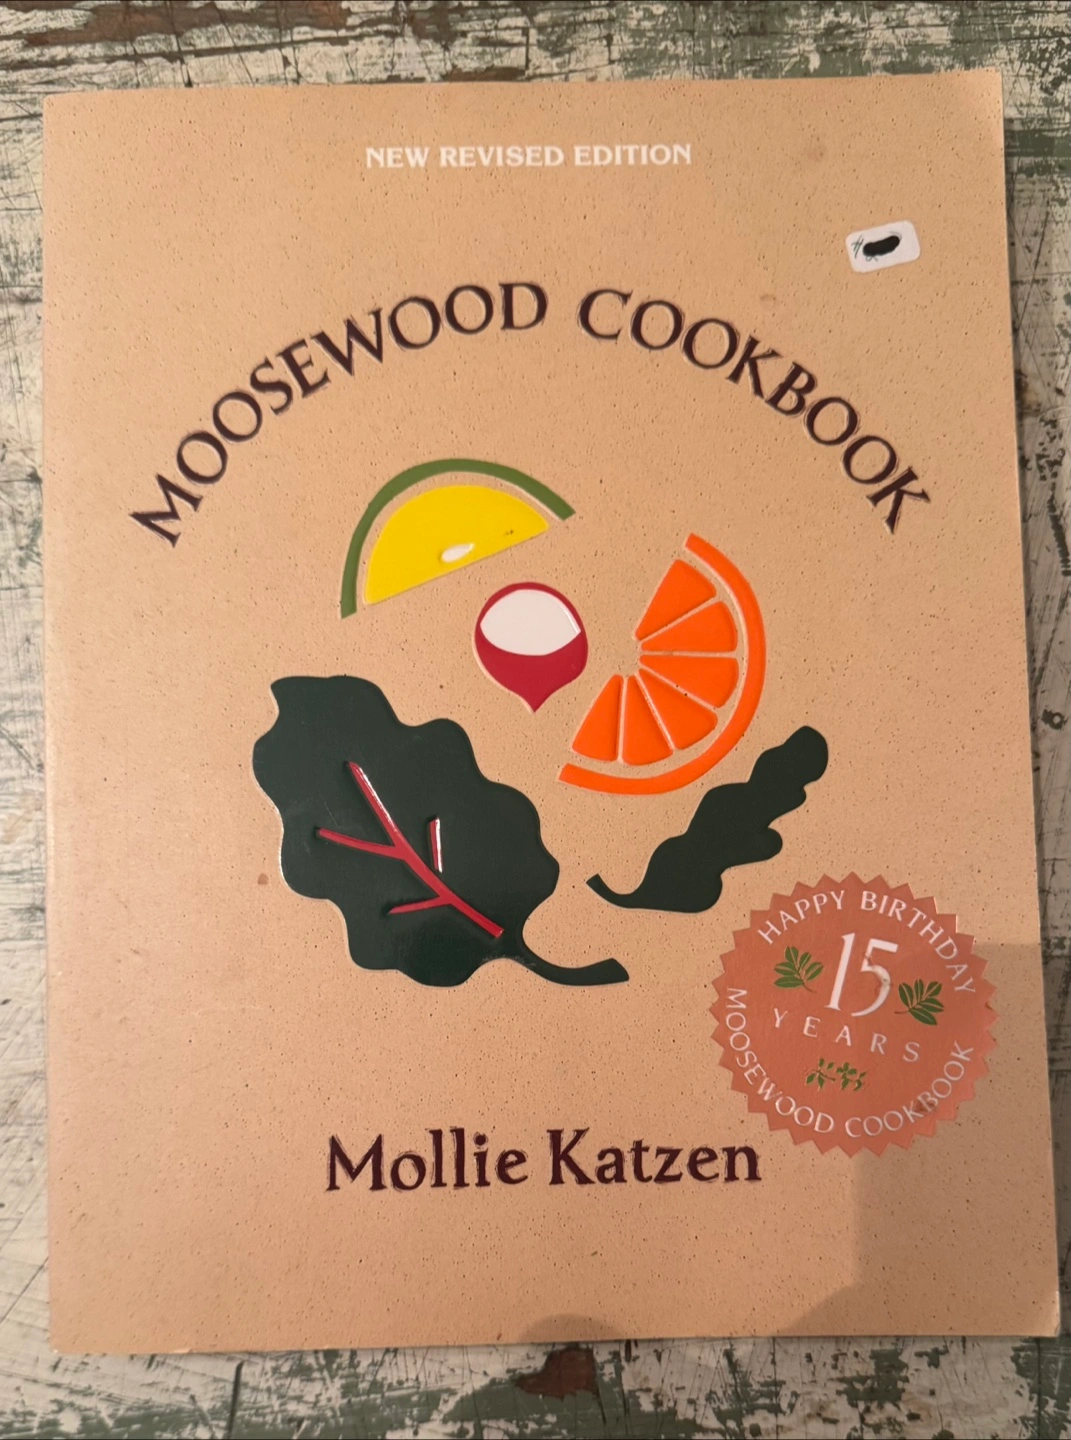 NEW REVISED EDITION
MOOSEWOOD COOKBOOK
HAPPY BIRTHDAY
15
YEARS
MOOSEWOOD COOKBOOK
Mollie Katzen